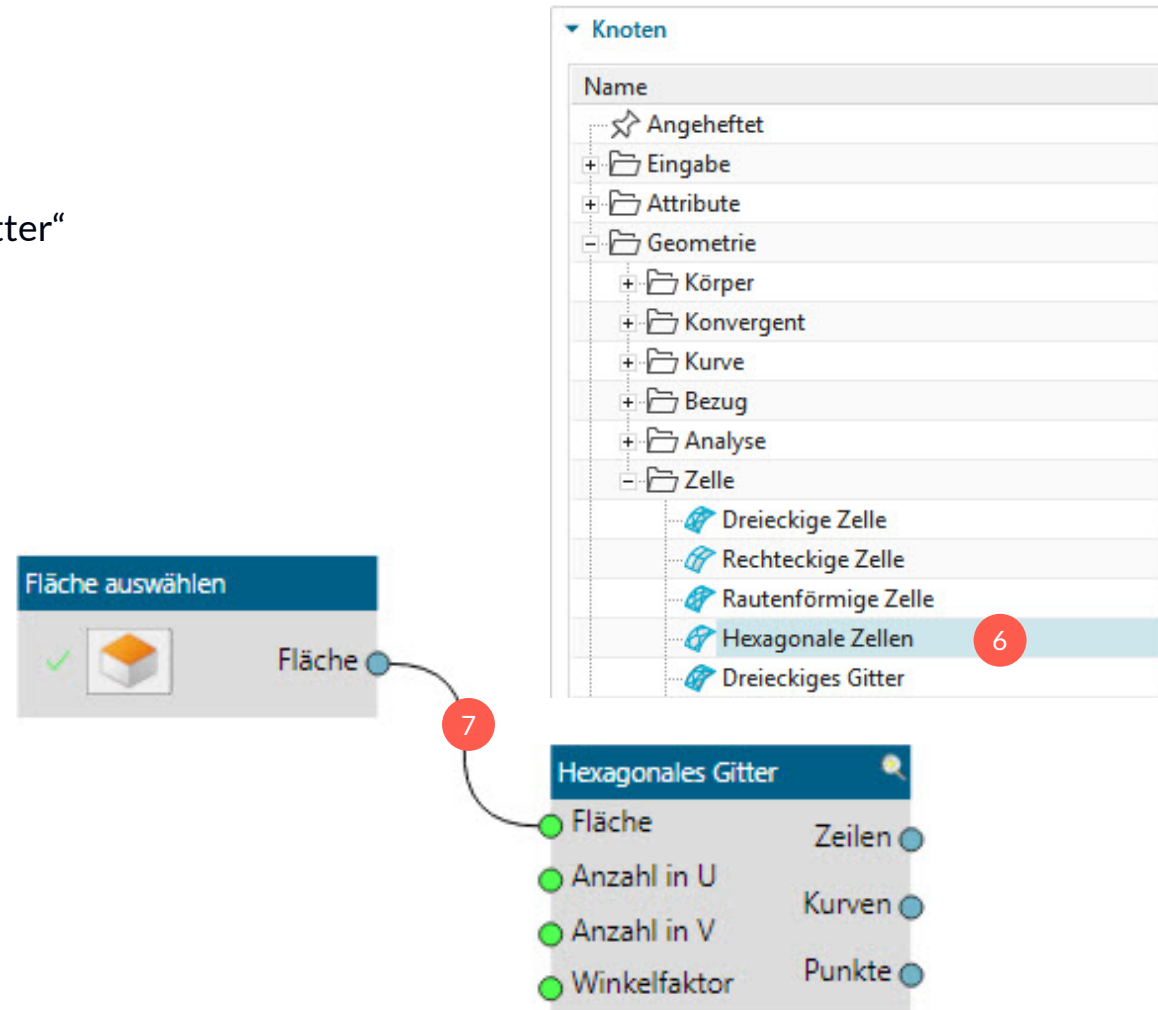 Knoten
Name
Angeheftet
Eingabe
Attribute
tter“
Geometrie
Körper
Konvergent
Kurve
Bezug
Analyse
Zelle
Dreieckige Zelle
Rechteckige Zelle
Rautenförmige Zelle
Hexagonale Zellen 6
Dreieckiges Gitter
Fläche auswählen
Fläche
7
Hexagonales Gitter
Fläche
Zeilen
Anzahl in U
Kurven
Anzahl in V
Punkte
Winkelfaktor